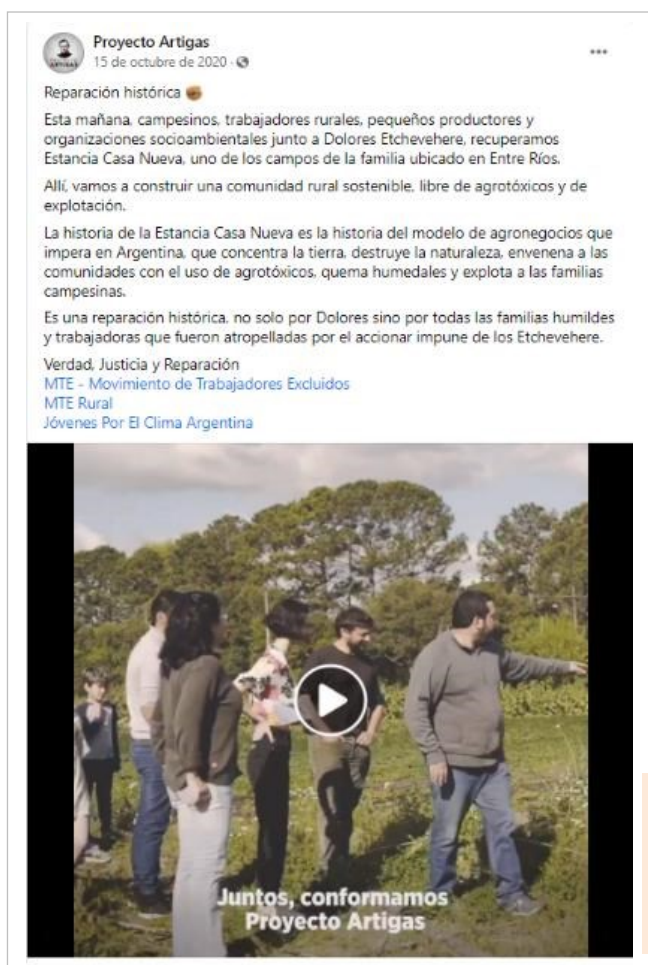 Proyecto Artigas
15 de octubre de 2020
Reparación histórica
Esta mañana, campesinos, trabajadores rurales, pequeños productores y
organizaciones socioambientales junto a Dolores Etchevehere, recuperamos
Estancia Casa Nueva, uno de los campos de la familia ubicado en Entre Ríos.
Allí, vamos a construir una comunidad rural sostenible, libre de agrotóxicos y de
explotación.
La historia de la Estancia Casa Nueva es la historia del modelo de agronegocios que
impera en Argentina, que concentra la tierra, destruye la naturaleza, envenena a las
comunidades con el uso de agrotóxicos, quema humedales y explota a las familias
campesinas.
Es una reparación histórica, no solo por Dolores sino por todas las familias humildes
y trabajadoras que fueron atropelladas por el accionar impune de los Etchevehere.
Verdad, Justicia y Reparación
MTE - Movimiento de Trabajadores Excluidos
MTE Rural
Jóvenes Por El Clima Argentina
Juntos, conformamos
Proyecto Artigas